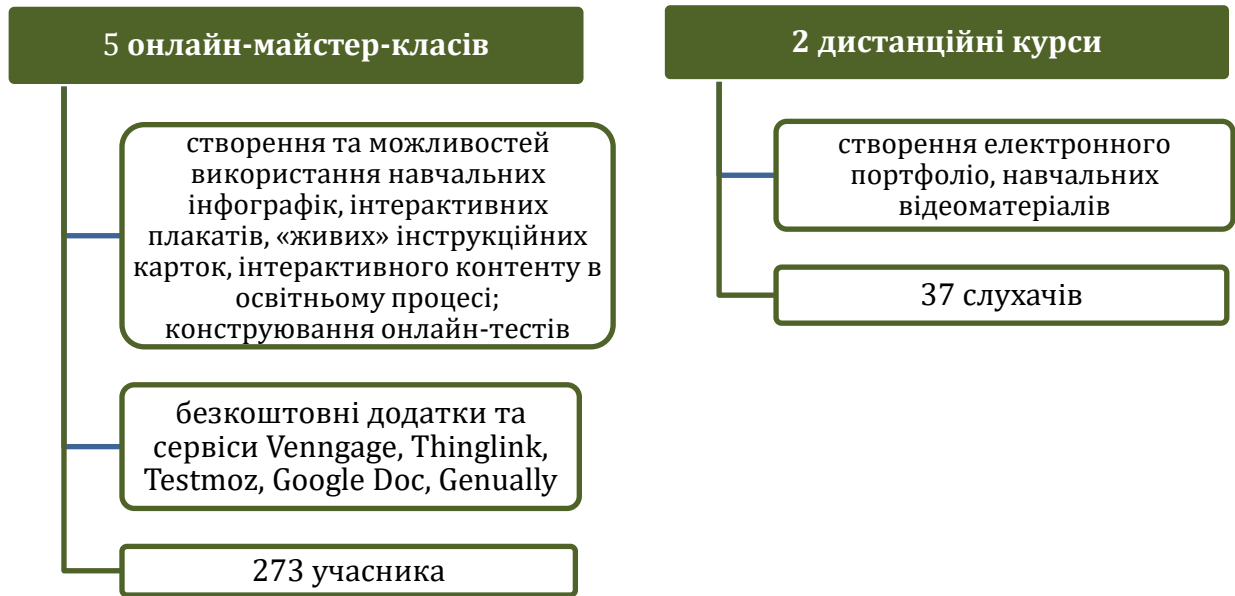 5 онлайн-майстер-класів
створення та можливостей
використання навчальних
інфографік, інтерактивних
плакатів, «живих» інструкційних
карток, інтерактивного контенту в
освітньому процесі;
конструювання онлайн-тестів
безкоштовні додатки та
сервіси Venngage, Thinglink,
Testmoz, Google Doc, Genually
273 учасника
2 дистанційні курси
створення електронного
портфоліо, навчальних
відеоматеріалів
37 слухачів